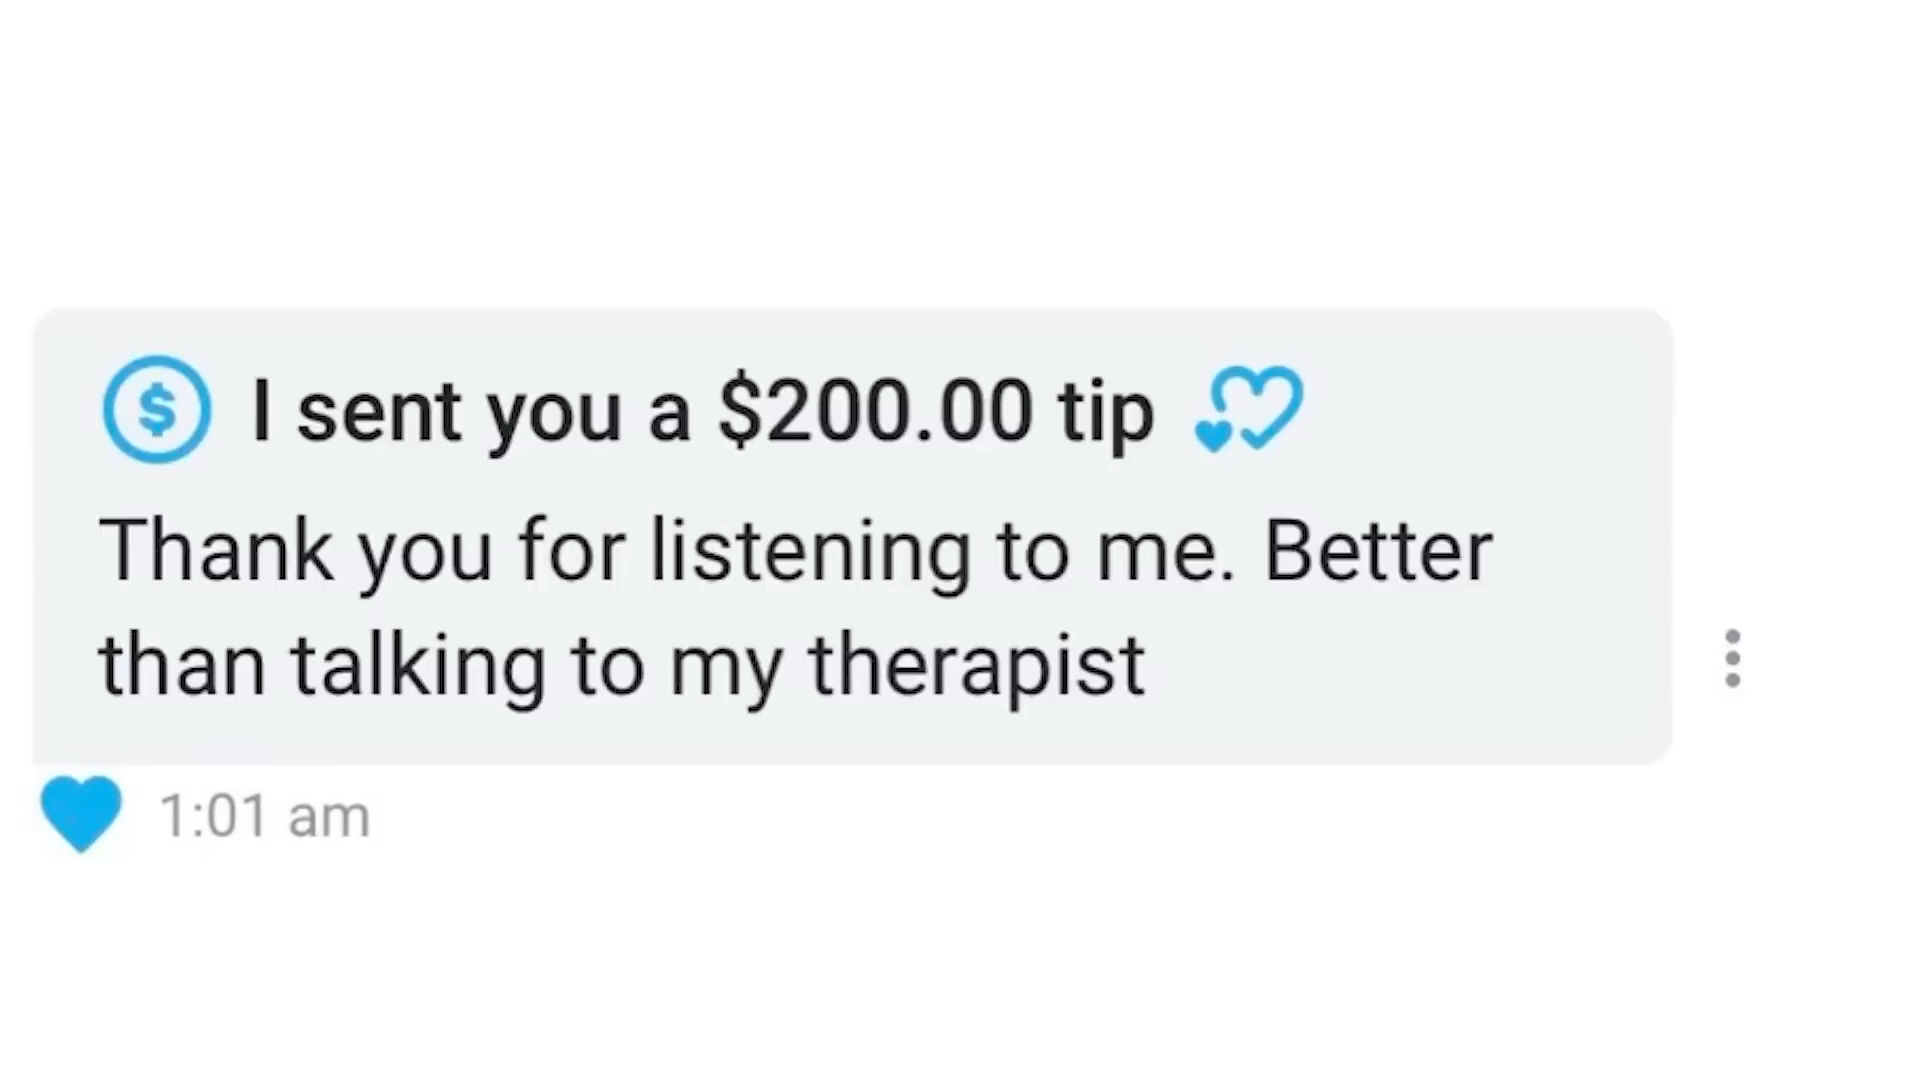 $ I sent you a $200.00 tip
Thank you for listening to me. Better
than talking to my therapist
1:01 am